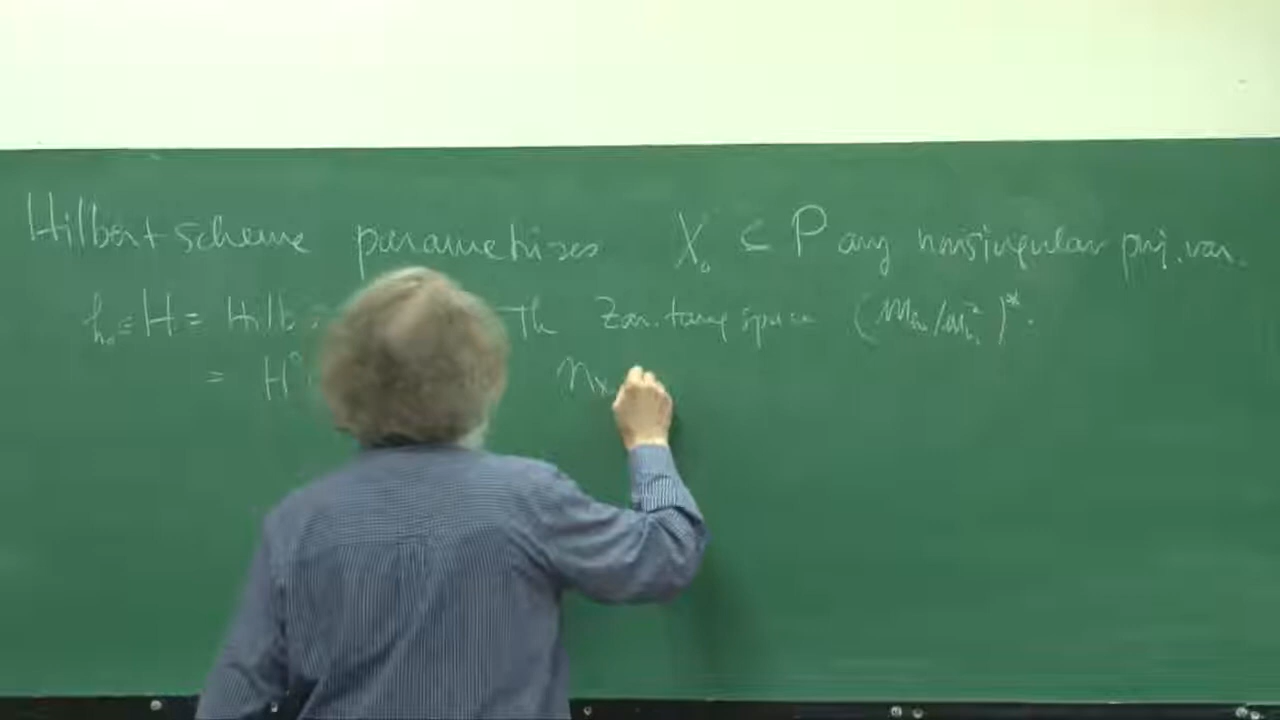 Hilbert scheme parametrizes X₀ ⊂ P any nonsingular proj. var.
h₀ ∈ H = Hilb Th Zar. tang space (m_{h₀}/m_{h₀}²)*.
= H⁰ n_X